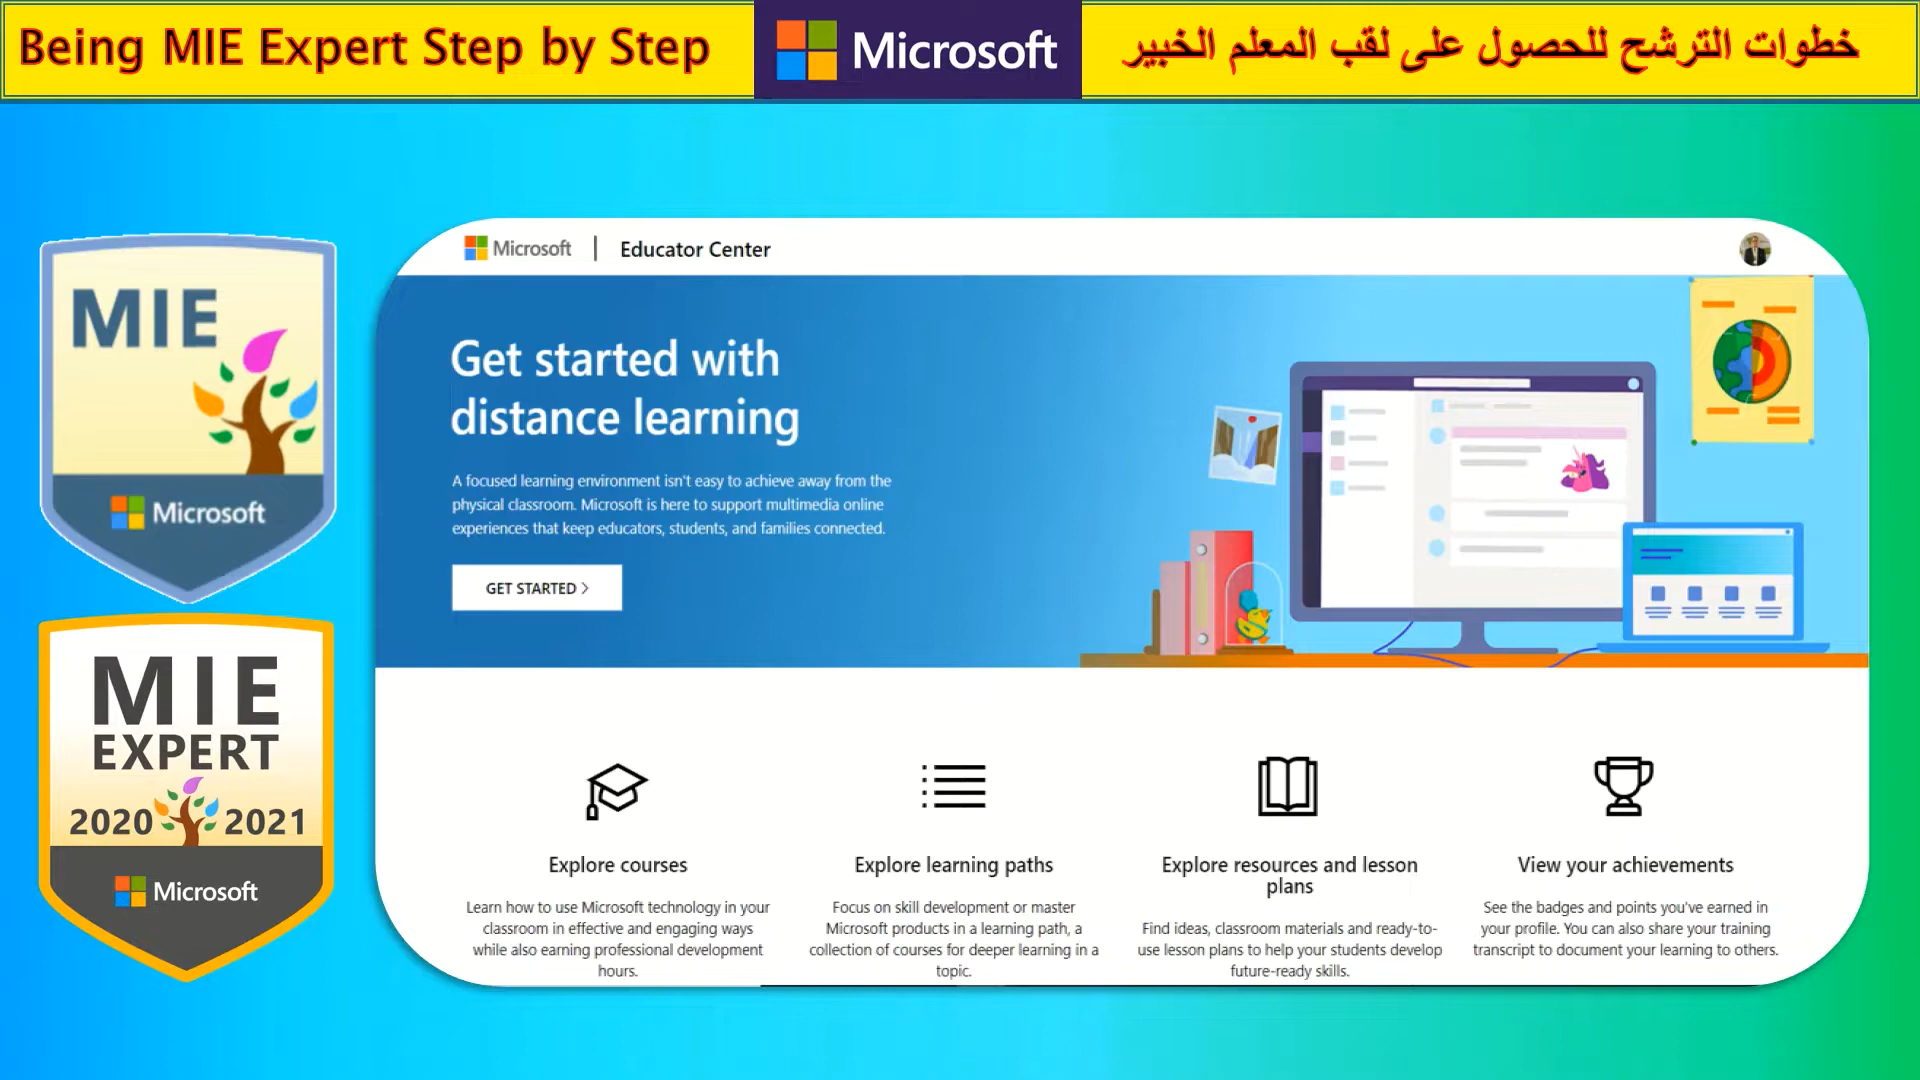 Being MIE Expert Step by Step
Microsoft
خطوات الترشح للحصول على لقب المعلم الخبير
MIE
Microsoft
MIE
EXPERT
2020 2021
Microsoft
Microsoft | Educator Center
Get started with
distance learning
A focused learning environment isn't easy to achieve away from the
physical classroom. Microsoft is here to support multimedia online
experiences that keep educators, students, and families connected.
GET STARTED >
Explore courses
Learn how to use Microsoft technology in your
classroom in effective and engaging ways
while also earning professional development
hours.
Explore learning paths
Focus on skill development or master
Microsoft products in a learning path, a
collection of courses for deeper learning in a
topic.
Explore resources and lesson
plans
Find ideas, classroom materials and ready-to-
use lesson plans to help your students develop
future-ready skills.
View your achievements
See the badges and points you've earned in
your profile. You can also share your training
transcript to document your learning to others.